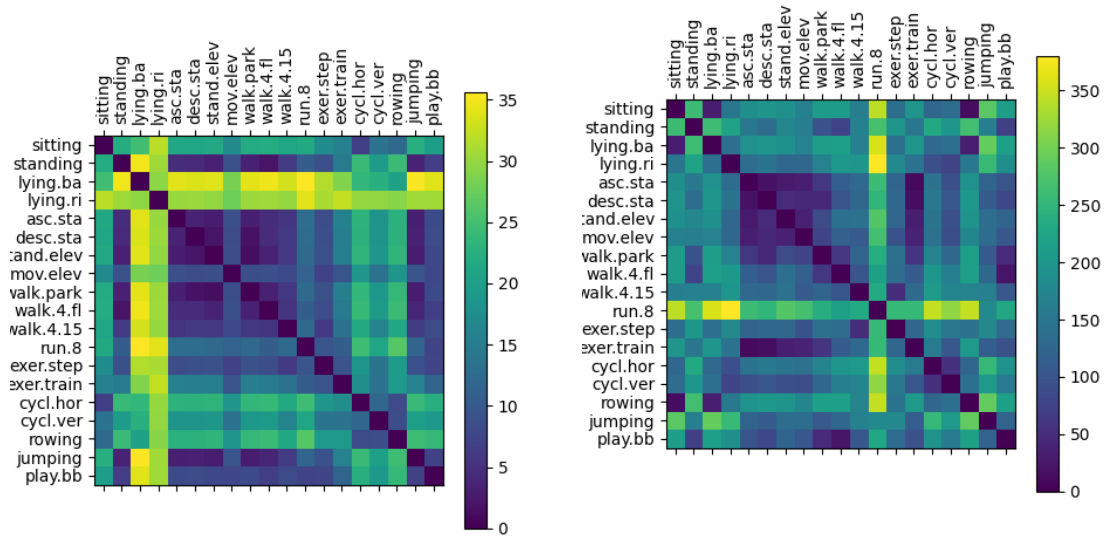 sitting
standing
lying.ba
lying.ri
asc.sta
desc.sta
stand.elev
mov.elev
walk.park
walk.4.fl
walk.4.15
run.8
exer.step
exer.train
cycl.hor
cycl.ver
rowing
jumping
play.bb
sitting
standing
lying.ba
lying.ri
asc.sta
desc.sta
tand.elev
mov.elev
walk.park
walk.4.fl
walk.4.15
run.8
exer.step
exer.train
cycl.hor
cycl.ver
rowing
jumping
play.bb
35
30
25
20
15
10
5
0
sitting
standing
lying.ba
lying.ri
asc.sta
desc.sta
stand.elev
mov.elev
walk.park
walk.4.fl
walk.4.15
run.8
exer.step
exer.train
cycl.hor
cycl.ver
rowing
jumping
play.bb
sitting
standing
lying.ba
lying.ri
asc.sta
desc.sta
tand.elev
mov.elev
walk.park
walk.4.fl
walk.4.15
run.8
exer.step
exer.train
cycl.hor
cycl.ver
rowing
jumping
play.bb
350
300
250
200
150
100
50
0